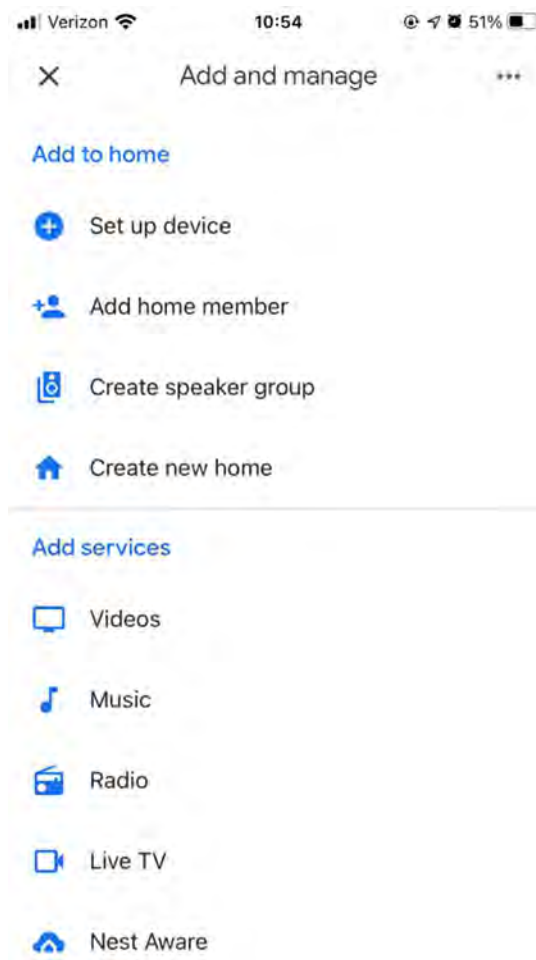 Verizon 10:54 51%
Add and manage
Add to home
Set up device
Add home member
Create speaker group
Create new home
Add services
Videos
Music
Radio
Live TV
Nest Aware